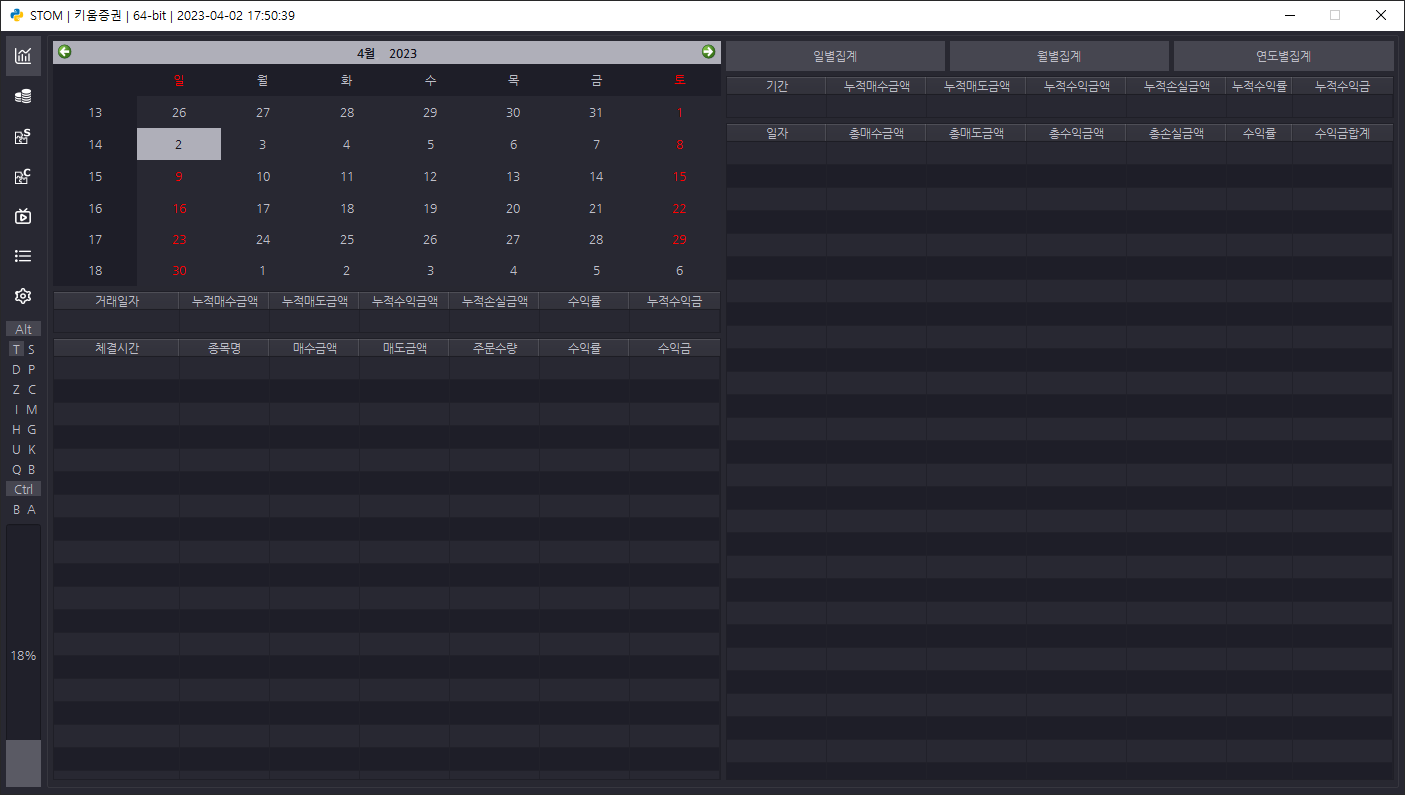 STOM | 키움증권 | 64-bit | 2023-04-02 17:50:39
S
C
Alt
T S
D P
Z C
I M
H G
U K
Q B
Ctrl
B A
18%
4월 2023
일 월 화 수 목 금 토
13 26 27 28 29 30 31 1
14 2 3 4 5 6 7 8
15 9 10 11 12 13 14 15
16 16 17 18 19 20 21 22
17 23 24 25 26 27 28 29
18 30 1 2 3 4 5 6
거래일자 누적매수금액 누적매도금액 누적수익금액 누적손실금액 수익률 누적수익금
체결시간 종목명 매수금액 매도금액 주문수량 수익률 수익금
일별집계 월별집계 연도별집계
기간 누적매수금액 누적매도금액 누적수익금액 누적손실금액 누적수익률 누적수익금
일자 총매수금액 총매도금액 총수익금액 총손실금액 수익률 수익금합계